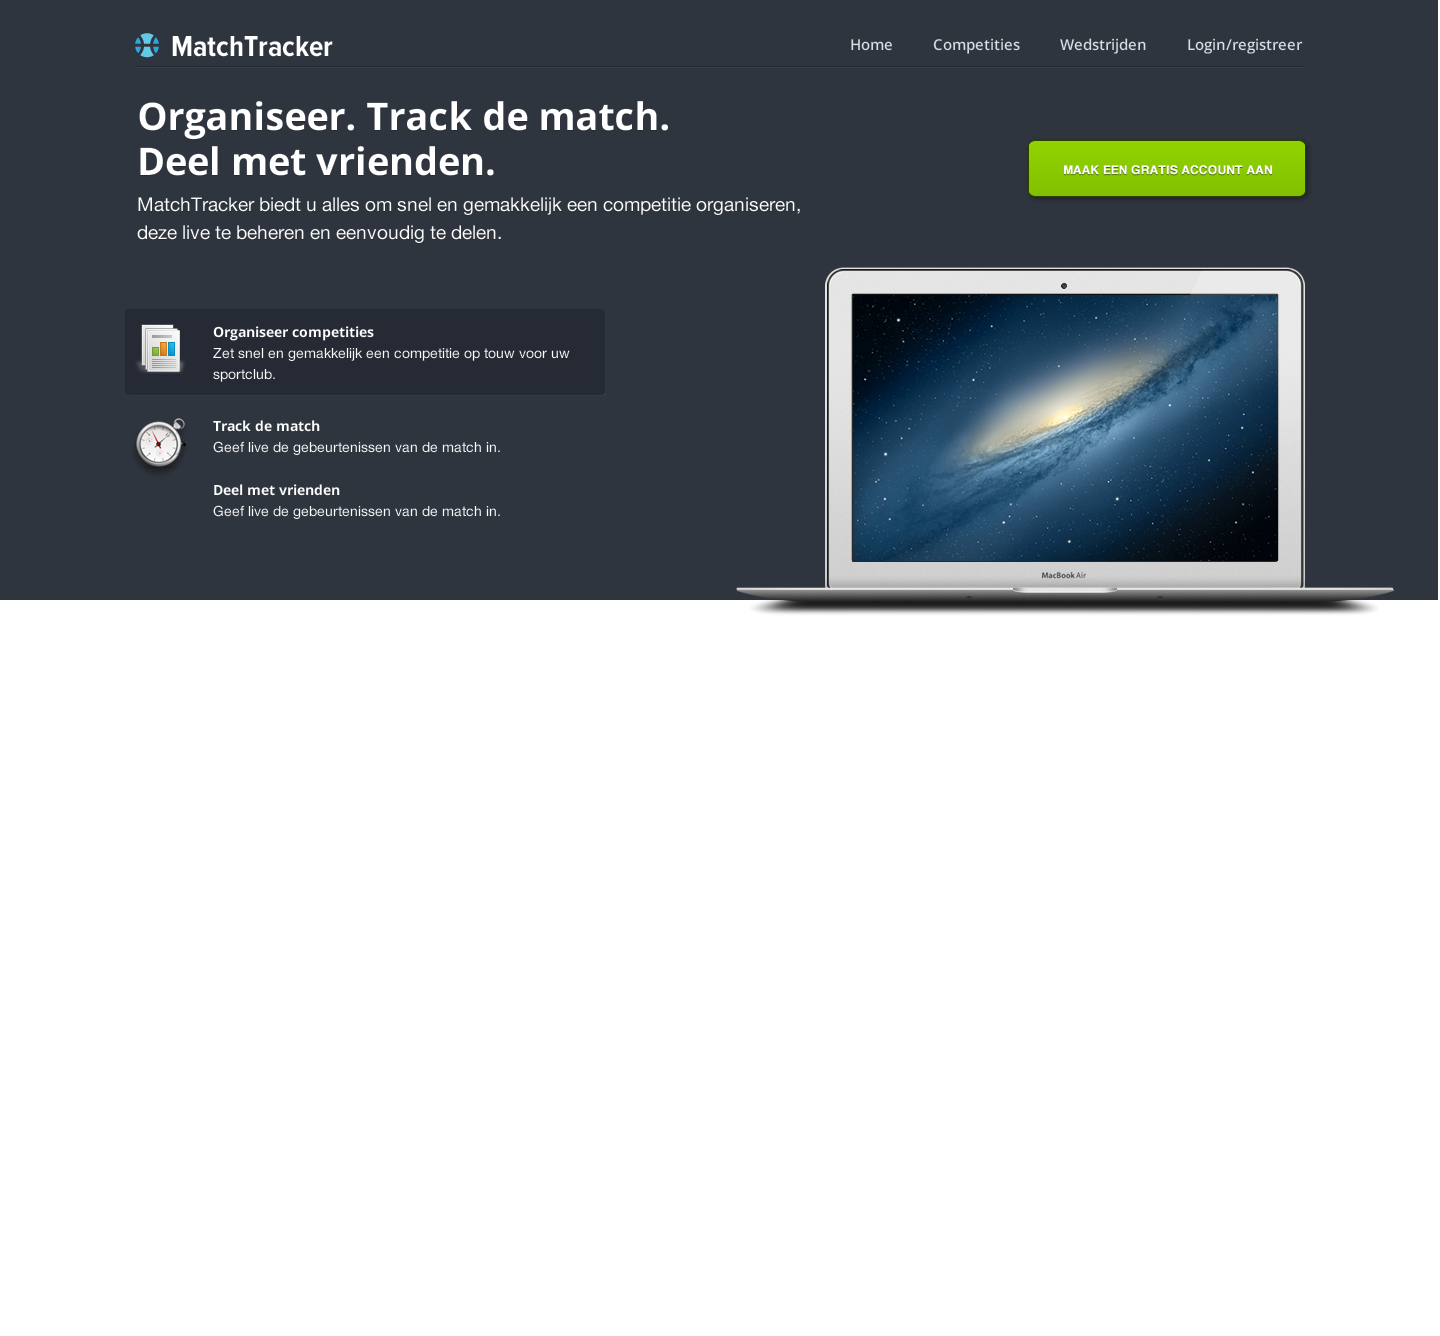 MatchTracker
Home Competities Wedstrijden Login/registreer
Organiseer. Track de match.
Deel met vrienden.
MatchTracker biedt u alles om snel en gemakkelijk een competitie organiseren,
deze live te beheren en eenvoudig te delen.
MAAK EEN GRATIS ACCOUNT AAN
Organiseer competities
Zet snel en gemakkelijk een competitie op touw voor uw
sportclub.
Track de match
Geef live de gebeurtenissen van de match in.
Deel met vrienden
Geef live de gebeurtenissen van de match in.
MacBook Air